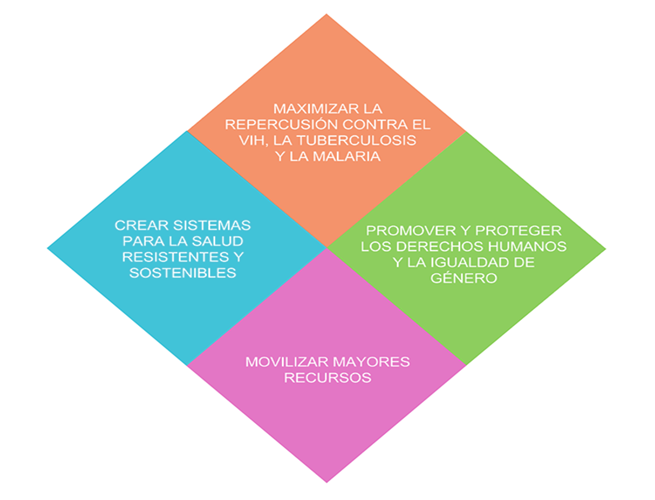 MAXIMIZAR LA
REPERCUSIÓN CONTRA EL
VIH, LA TUBERCULOSIS
Y LA MALARIA
CREAR SISTEMAS
PARA LA SALUD
RESISTENTES Y
SOSTENIBLES
PROMOVER Y PROTEGER
LOS DERECHOS HUMANOS
Y LA IGUALDAD DE
GÉNERO
MOVILIZAR MAYORES
RECURSOS